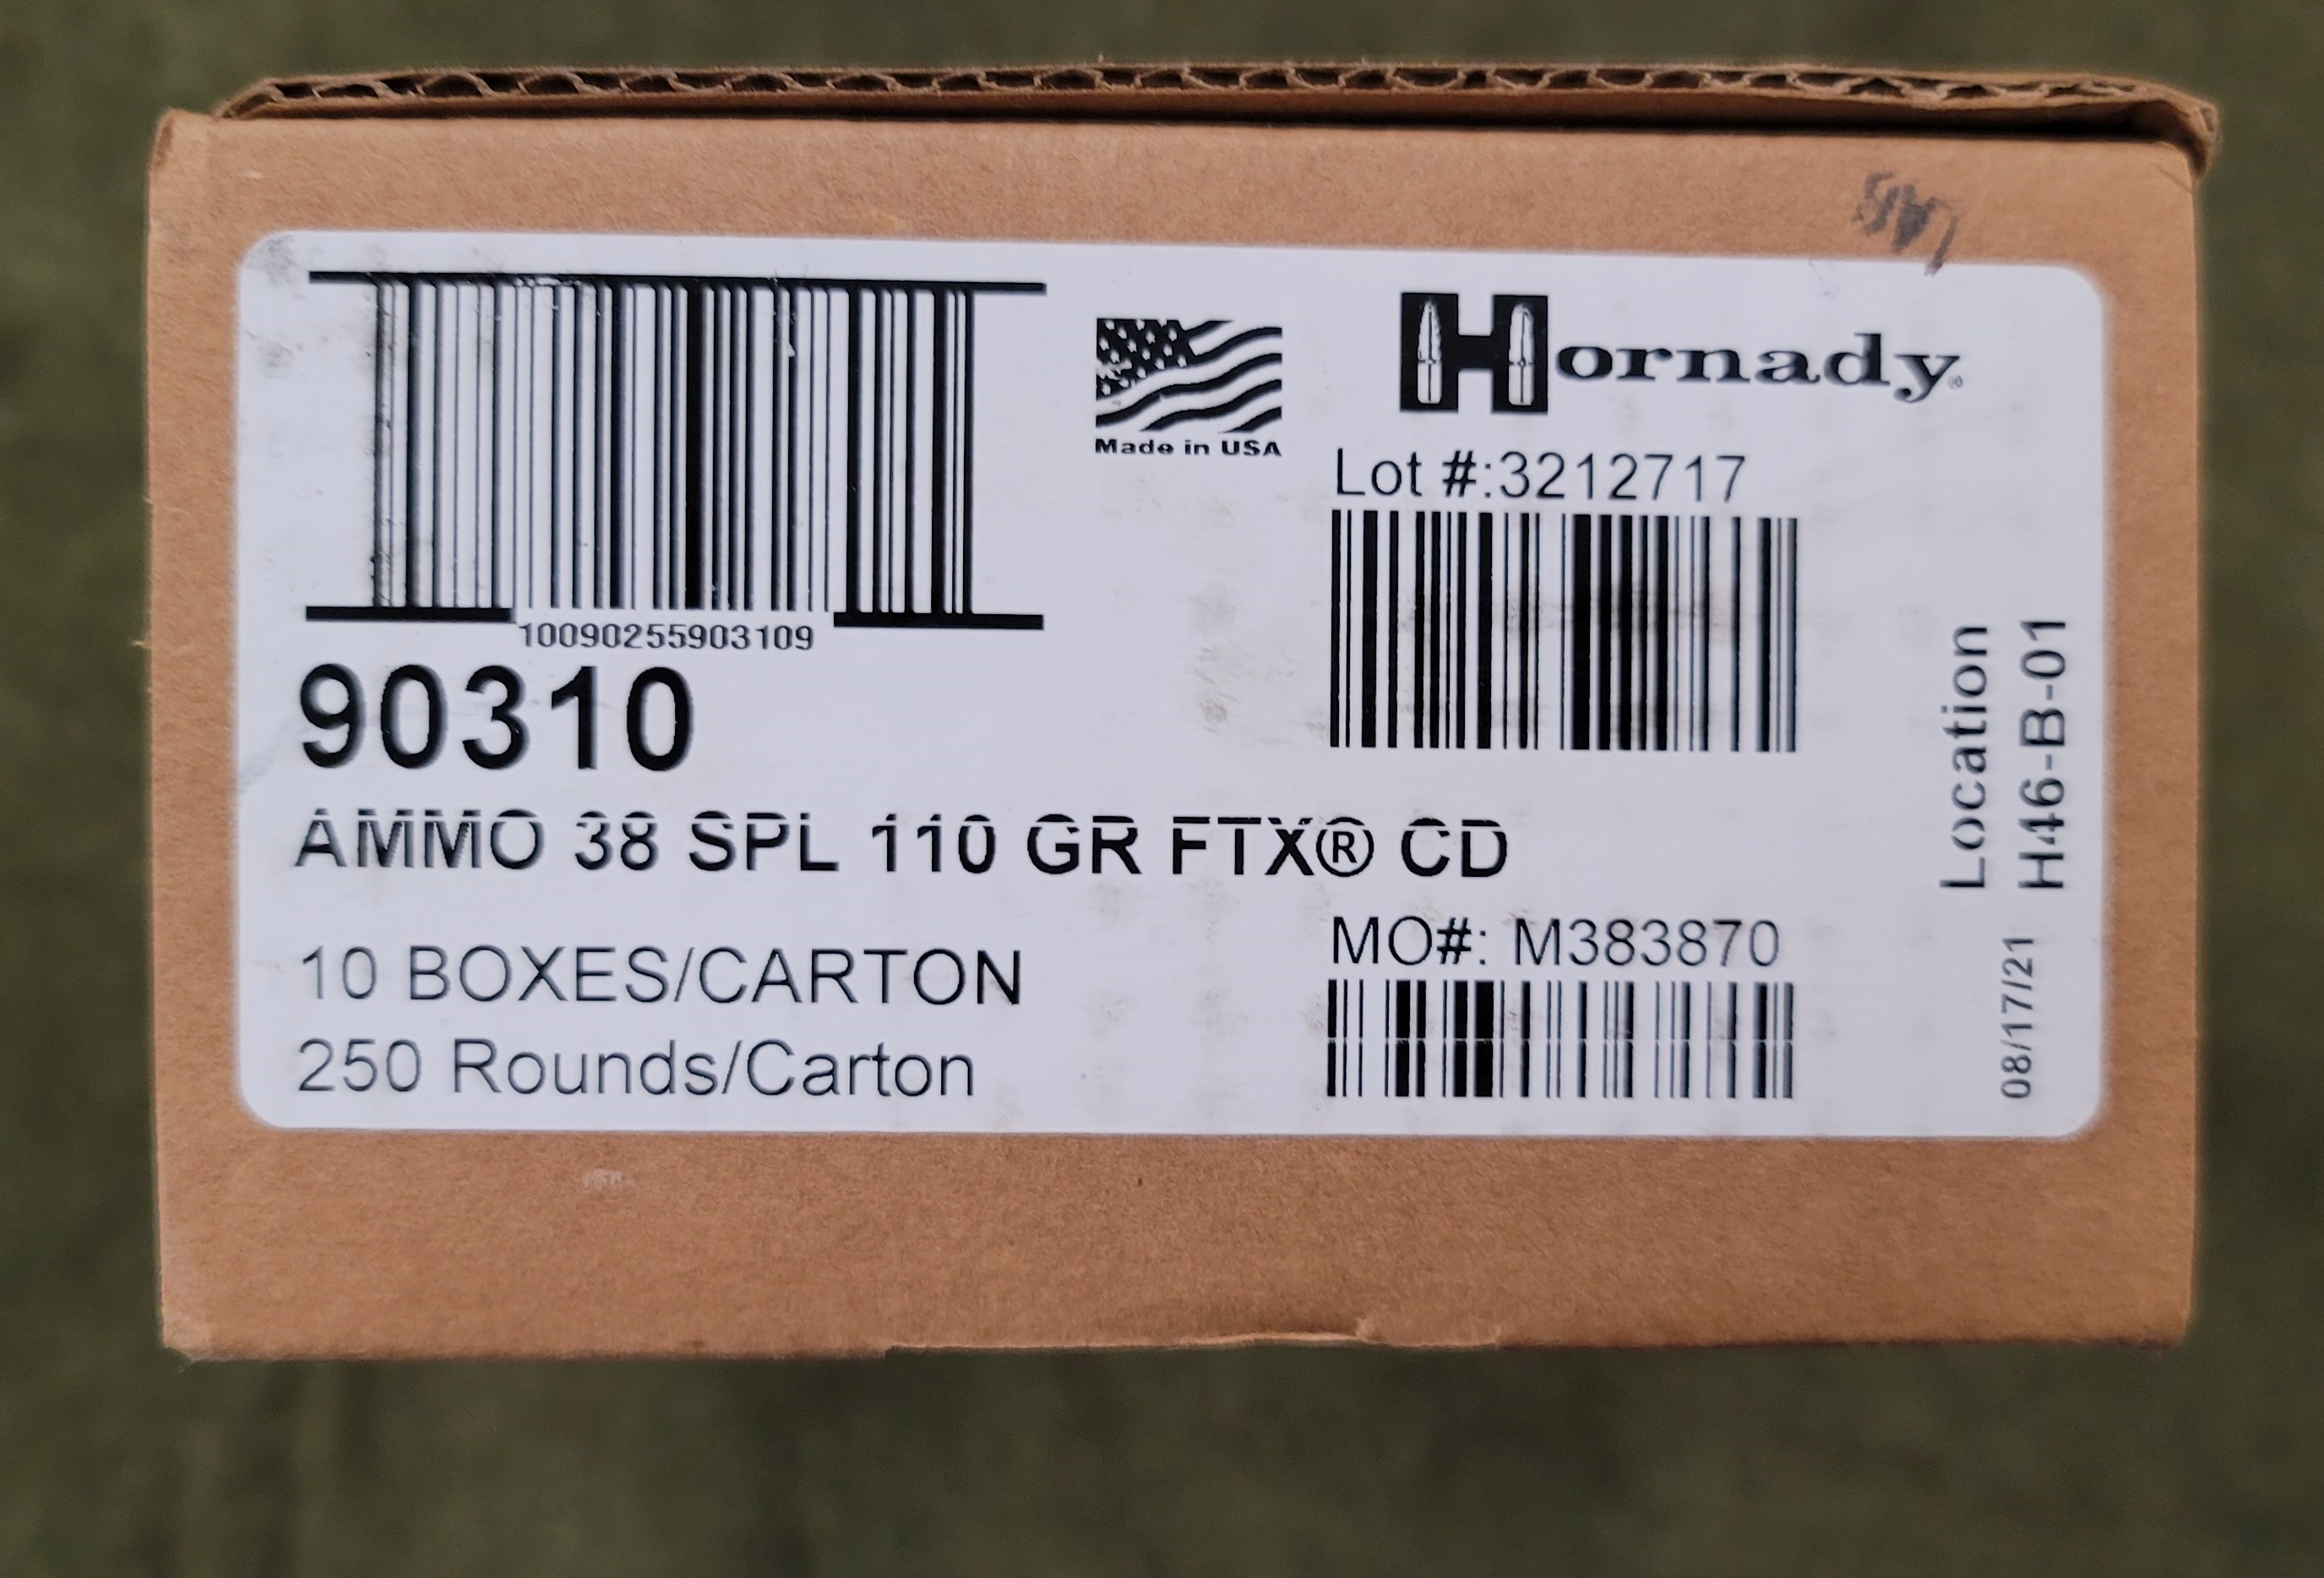 Hornady®
Made in USA
Lot #:3212717
10090255903109
90310
AMMO 38 SPL 110 GR FTX® CD
10 BOXES/CARTON
250 Rounds/Carton
MO#: M383870
Location
H46-B-01
08/17/21